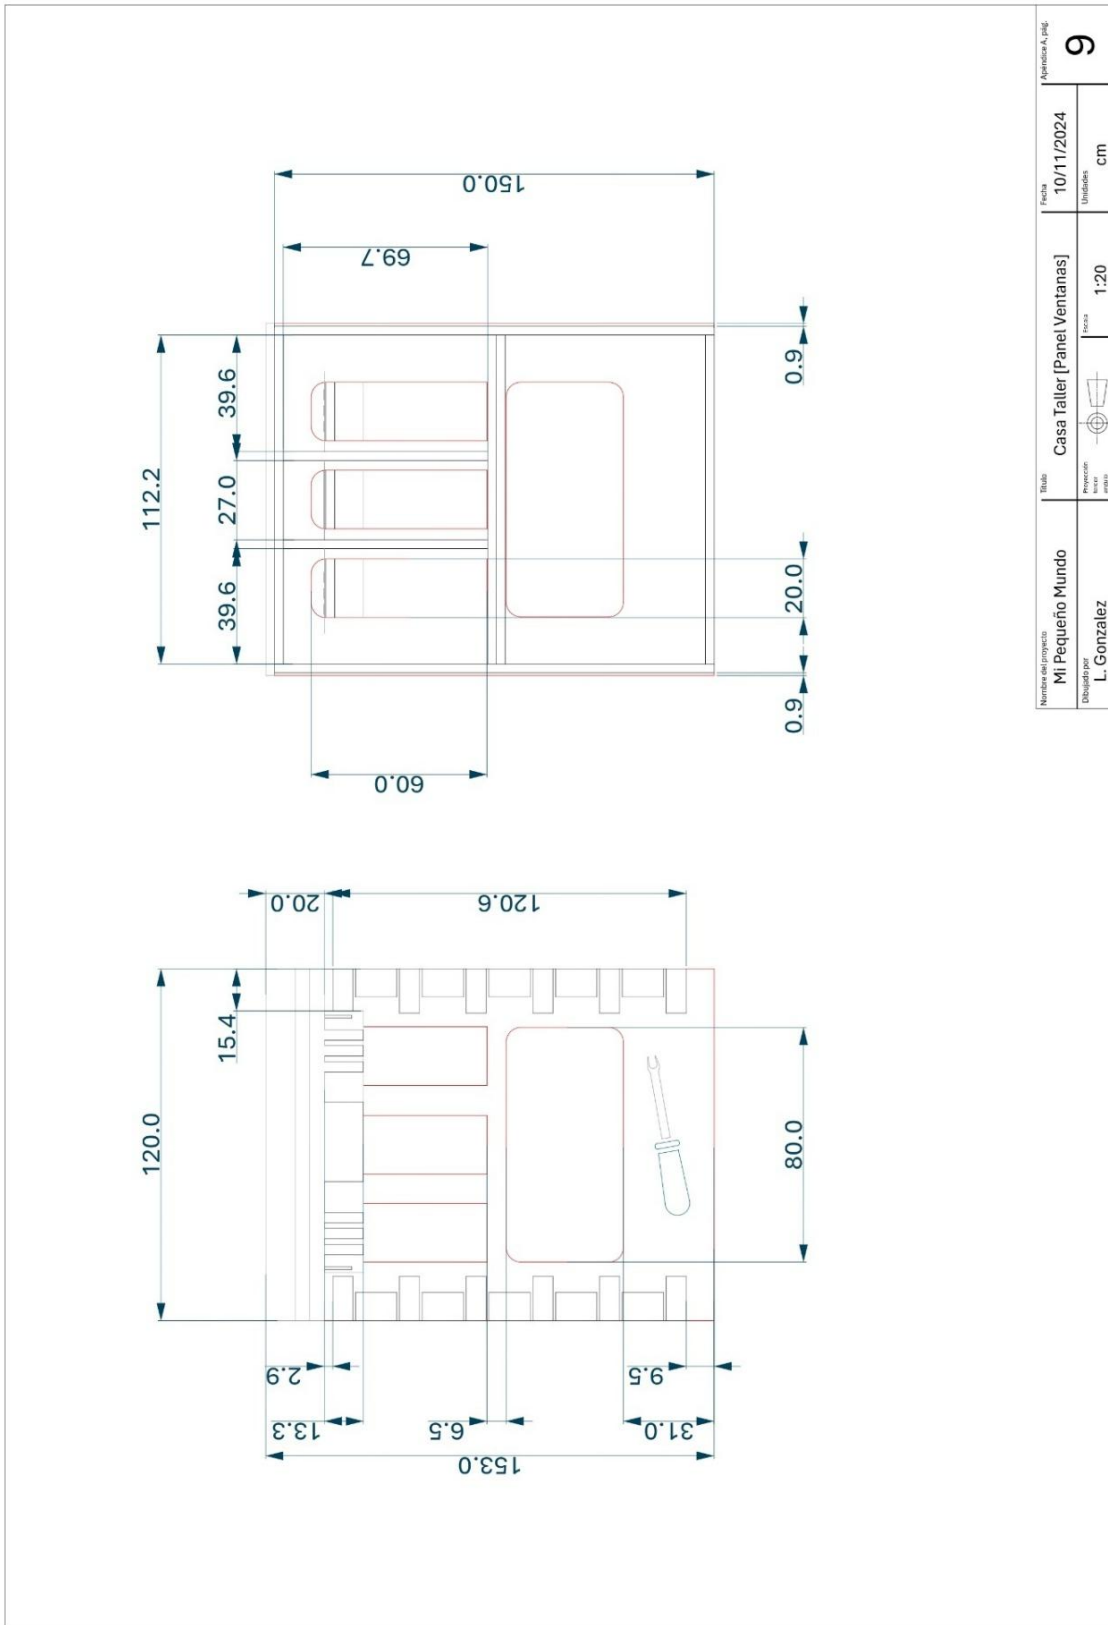 120.0
15.4
20.0
120.6
2.9
13.3
153.0
6.5
31.0
9.5
80.0
112.2
39.6
27.0
39.6
69.7
150.0
60.0
0.9
20.0
0.9
Nombre del proyecto
Mi Pequeño Mundo
Título
Casa Taller [Panel Ventanas]
Fecha
10/11/2024
Apéndice A, pág.
9
Dibujado por
L. Gonzalez
Proyección
tercer
ángulo
Escala
1:20
Unidades
cm